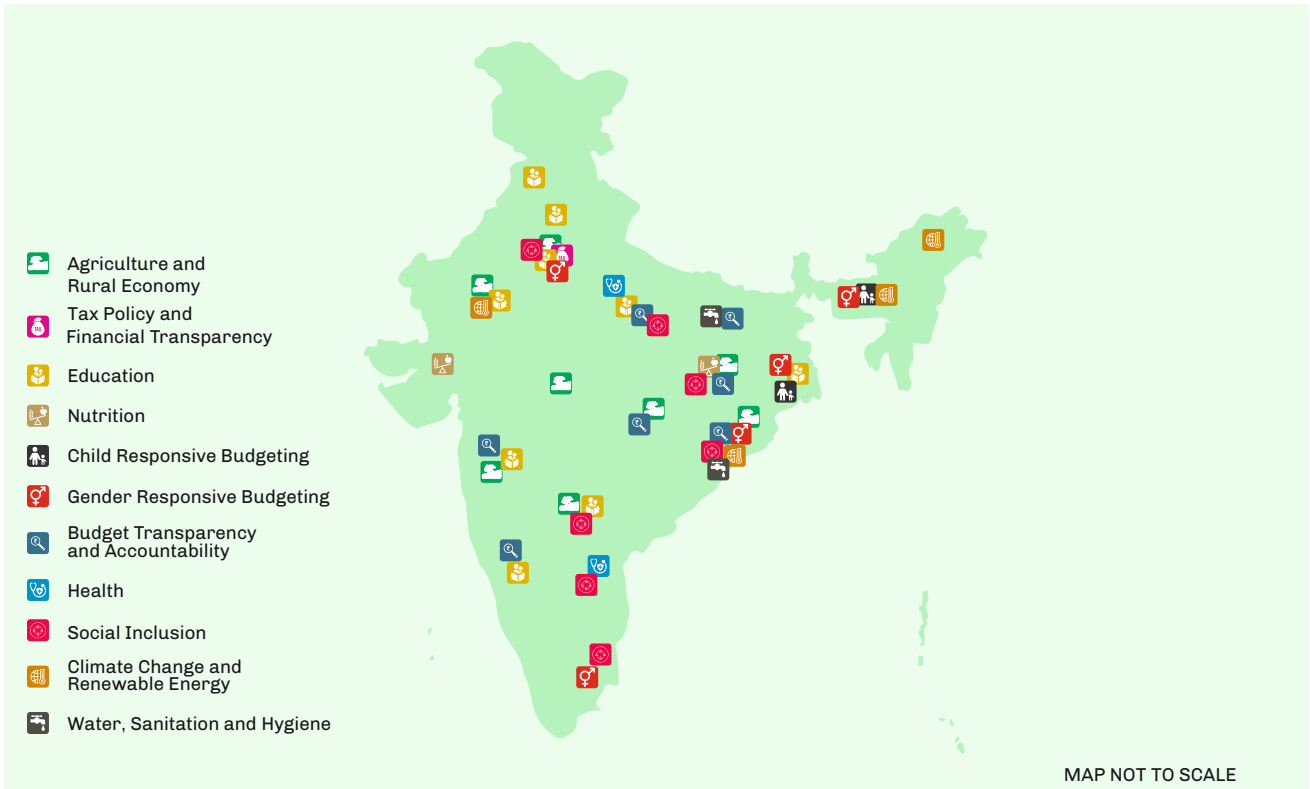 Agriculture and
Rural Economy
Tax Policy and
Financial Transparency
Education
Nutrition
Child Responsive Budgeting
Gender Responsive Budgeting
Budget Transparency
and Accountability
Health
Social Inclusion
Climate Change and
Renewable Energy
Water, Sanitation and Hygiene
MAP NOT TO SCALE